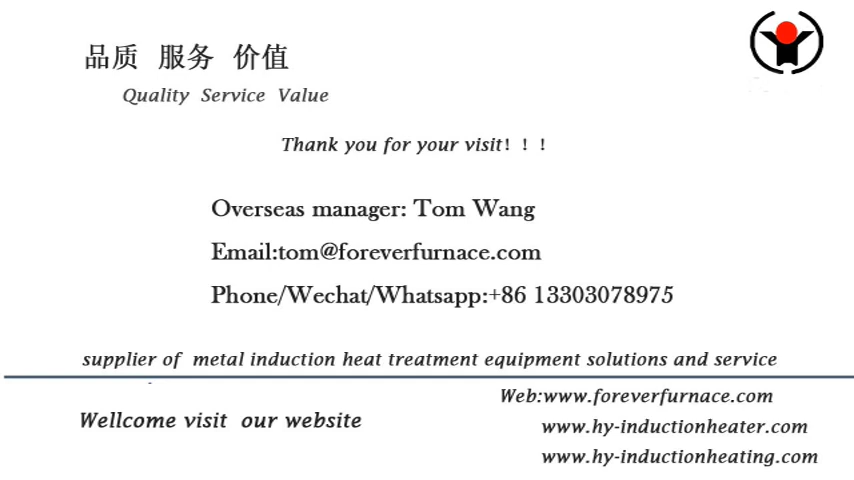 品质 服务 价值
Quality Service Value
Thank you for your visit！！！
Overseas manager: Tom Wang
Email:tom@foreverfurnace.com
Phone/Wechat/Whatsapp:+86 13303078975
supplier of metal induction heat treatment equipment solutions and service
Web:www.foreverfurnace.com
Wellcome visit our website
www.hy-inductionheater.com
www.hy-inductionheating.com